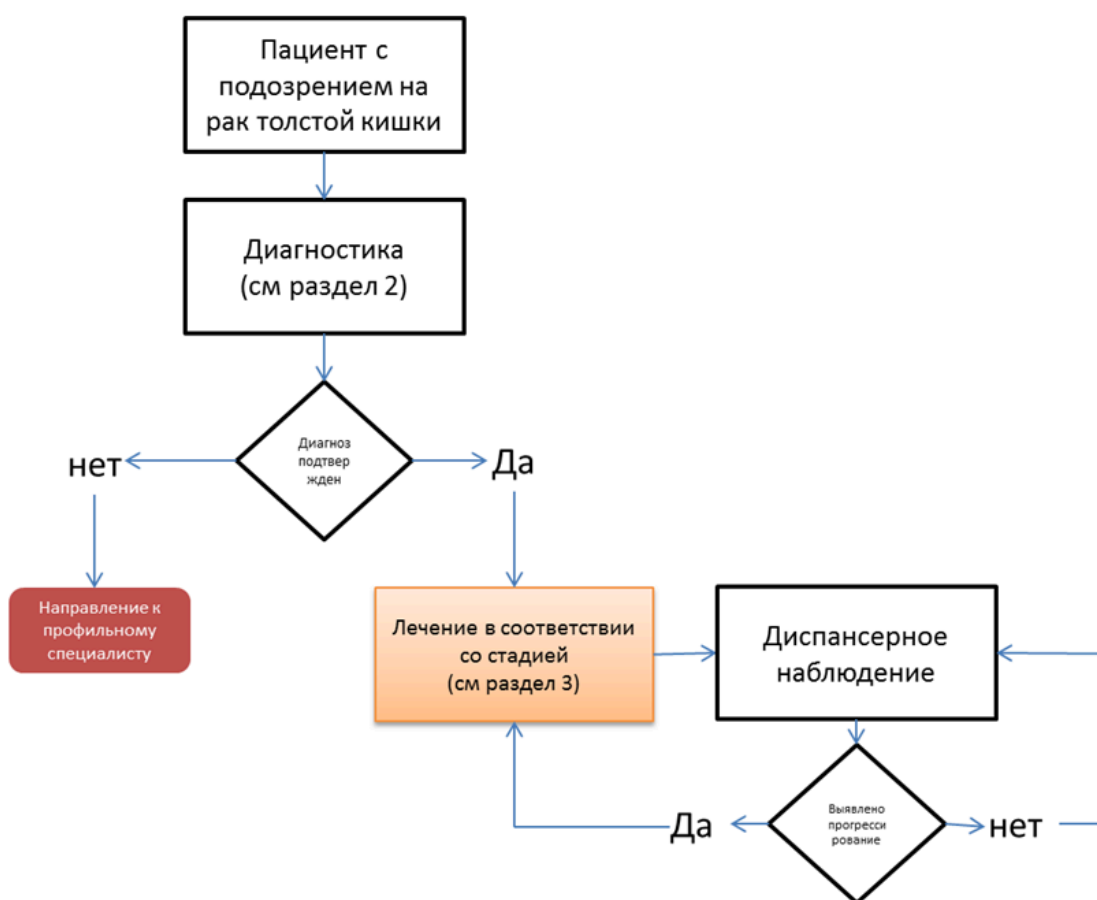 Пациент с
подозрением на
рак толстой кишки
Диагностика
(см раздел 2)
Диагноз
подтвер
жден
нет
Да
Направление к
профильному
специалисту
Лечение в соответствии
со стадией
(см раздел 3)
Диспансерное
наблюдение
Выявлено
прогресси
рование
Да
нет